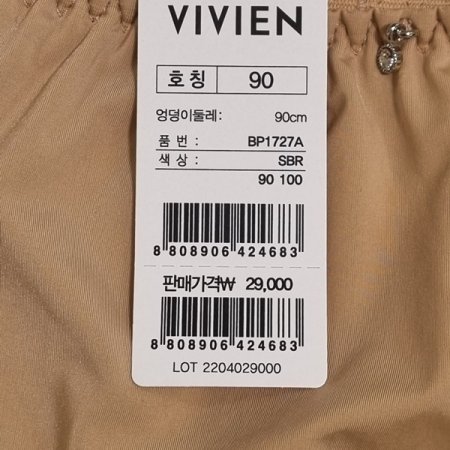 VIVIEN
호칭 90
엉덩이둘레: 90cm
품 번 : BP1727A
색 상 : SBR
90 100
8 808906 424683
판매가격₩ 29,000
8 808906 424683
LOT 2204029000